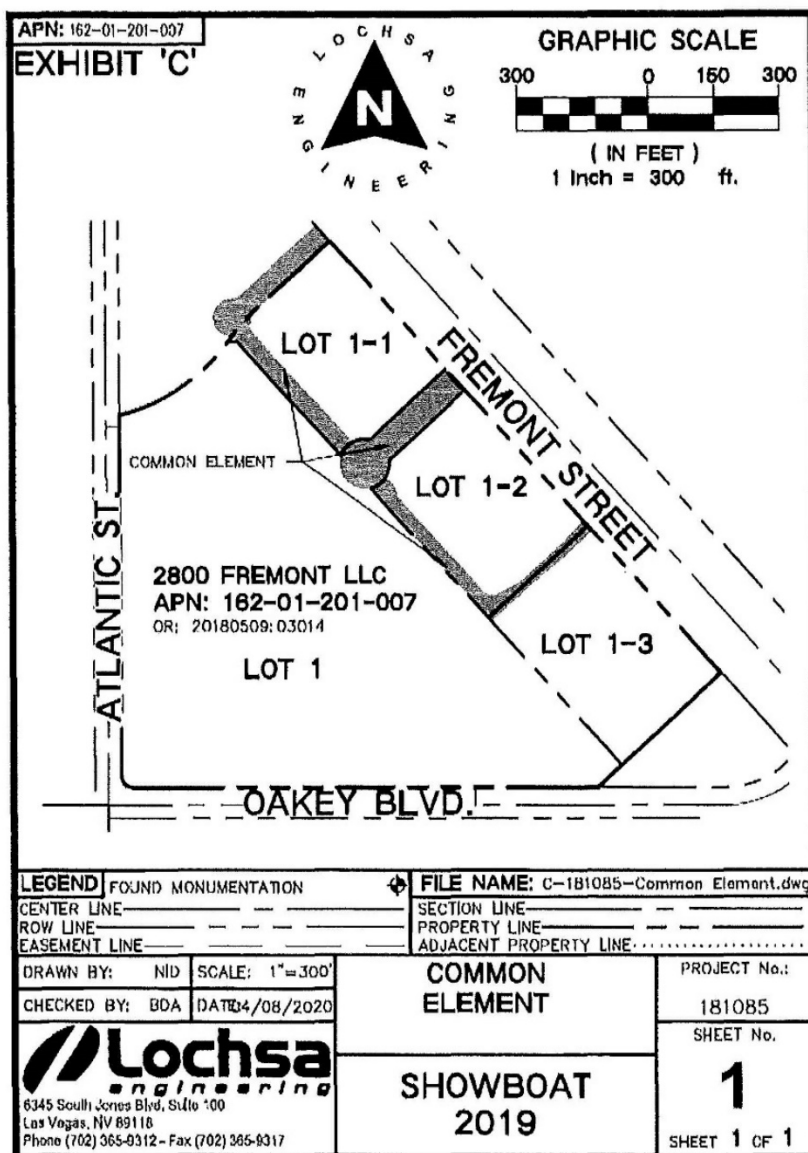 APN: 162-01-201-007
EXHIBIT 'C'
LOCHSA ENGINEERING
N
GRAPHIC SCALE
300 0 150 300
( IN FEET )
1 Inch = 300 ft.
LOT 1-1
FREMONT STREET
COMMON ELEMENT
LOT 1-2
ATLANTIC ST
2800 FREMONT LLC
APN: 162-01-201-007
OR: 20180509:03014
LOT 1-3
LOT 1
OAKEY BLVD.
LEGEND FOUND MONUMENTATION
CENTER LINE
ROW LINE
EASEMENT LINE
FILE NAME: C-181085-Common Element.dwg
SECTION LINE
PROPERTY LINE
ADJACENT PROPERTY LINE
DRAWN BY: NID SCALE: 1"=300'
CHECKED BY: BDA DATE:04/08/2020
COMMON
ELEMENT
PROJECT No.:
181085
Lochsa
engineering
6345 South Jones Blvd, Suite 100
Las Vegas, NV 89118
Phone (702) 365-9312 - Fax (702) 365-9317
SHOWBOAT
2019
SHEET No.
1
SHEET 1 OF 1